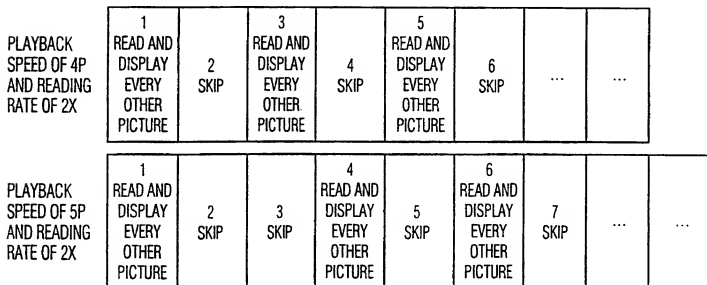 PLAYBACK
SPEED OF 4P
AND READING
RATE OF 2X
1
READ AND
DISPLAY
EVERY
OTHER
PICTURE
2
SKIP
3
READ AND
DISPLAY
EVERY
OTHER
PICTURE
4
SKIP
5
READ AND
DISPLAY
EVERY
OTHER
PICTURE
6
SKIP
...
...
PLAYBACK
SPEED OF 5P
AND READING
RATE OF 2X
1
READ AND
DISPLAY
EVERY
OTHER
PICTURE
2
SKIP
3
SKIP
4
READ AND
DISPLAY
EVERY
OTHER
PICTURE
5
SKIP
6
READ AND
DISPLAY
EVERY
OTHER
PICTURE
7
SKIP
...
...